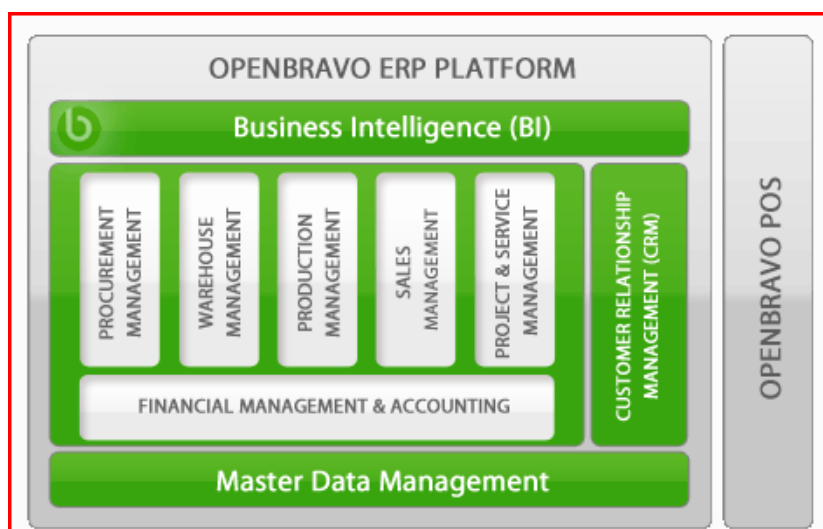 OPENBRAVO ERP PLATFORM
b
Business Intelligence (BI)
PROCUREMENT
MANAGEMENT
WAREHOUSE
MANAGEMENT
PRODUCTION
MANAGEMENT
SALES
MANAGEMENT
PROJECT & SERVICE
MANAGEMENT
FINANCIAL MANAGEMENT & ACCOUNTING
CUSTOMER RELATIONSHIP
MANAGEMENT (CRM)
Master Data Management
OPENBRAVO POS